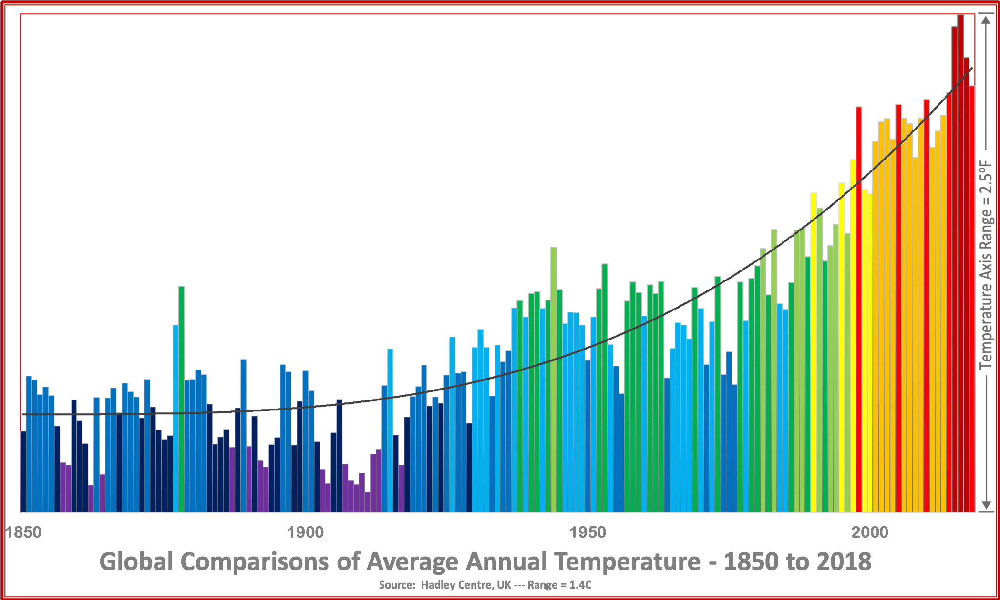 Temperature Axis Range = 2.5ºF
1850 1900 1950 2000
Global Comparisons of Average Annual Temperature - 1850 to 2018
Source: Hadley Centre, UK --- Range = 1.4C